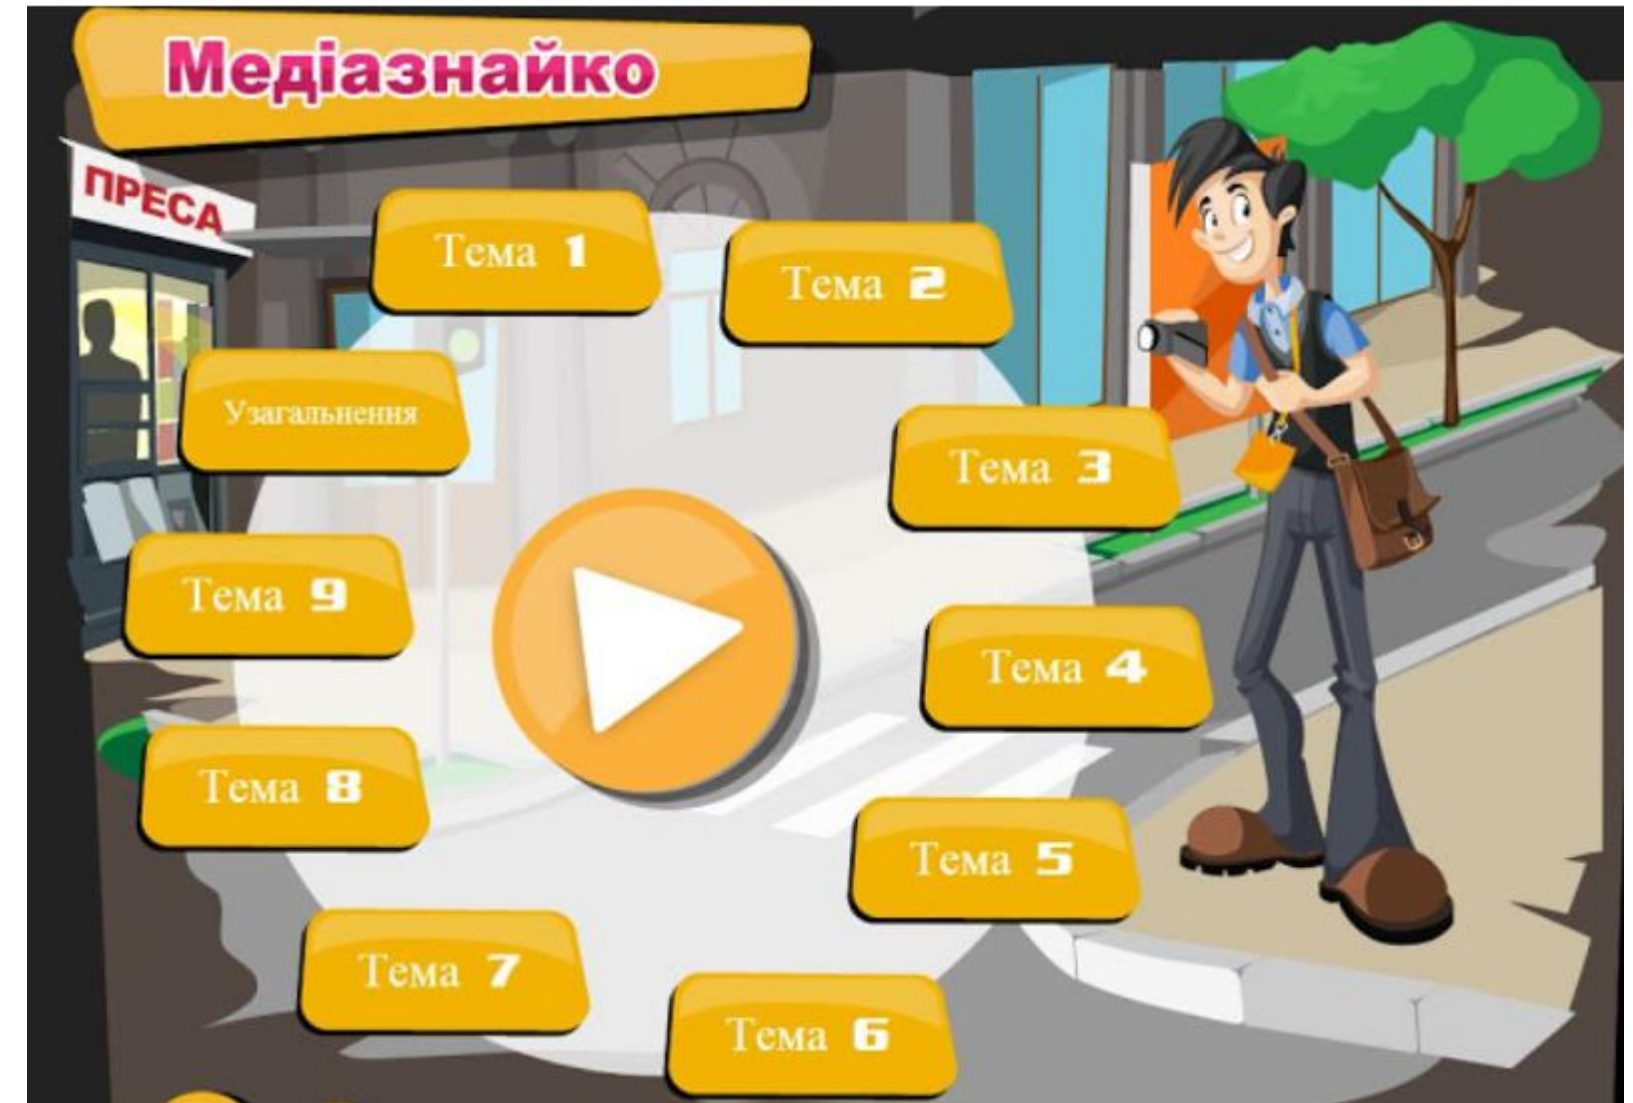 Медіазнайко
ПРЕСА
Тема 1
Тема 2
Тема 3
Тема 4
Тема 5
Тема 6
Тема 7
Тема 8
Тема 9
Узагальнення